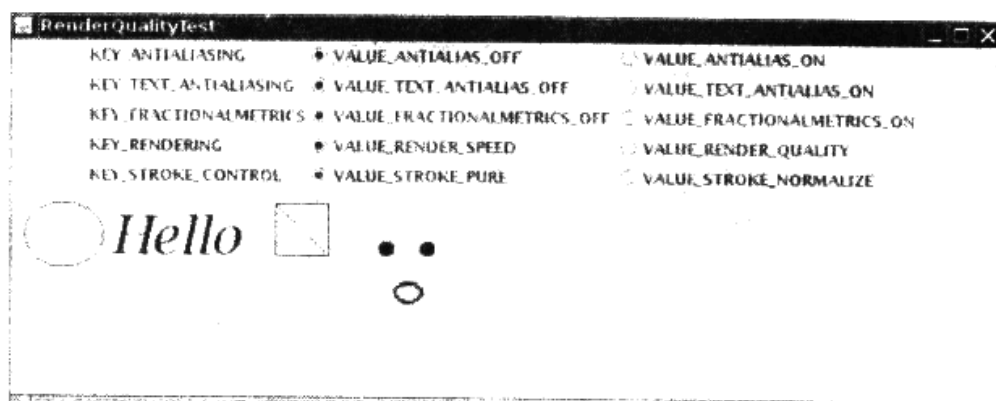 RenderQualityTest
KEY_ANTIALIASING VALUE_ANTIALIAS_OFF VALUE_ANTIALIAS_ON
KEY_TEXT_ANTIALIASING VALUE_TEXT_ANTIALIAS_OFF VALUE_TEXT_ANTIALIAS_ON
KEY_FRACTIONALMETRICS VALUE_FRACTIONALMETRICS_OFF VALUE_FRACTIONALMETRICS_ON
KEY_RENDERING VALUE_RENDER_SPEED VALUE_RENDER_QUALITY
KEY_STROKE_CONTROL VALUE_STROKE_PURE VALUE_STROKE_NORMALIZE
Hello